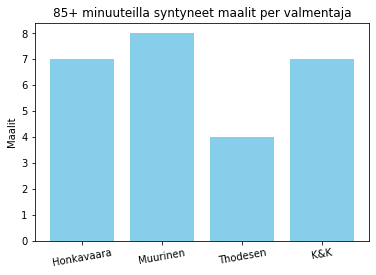 85+ minuuteilla syntyneet maalit per valmentaja
8
7
6
5
4
3
2
1
0
Maalit
Honkavaara
Muurinen
Thodesen
K&K